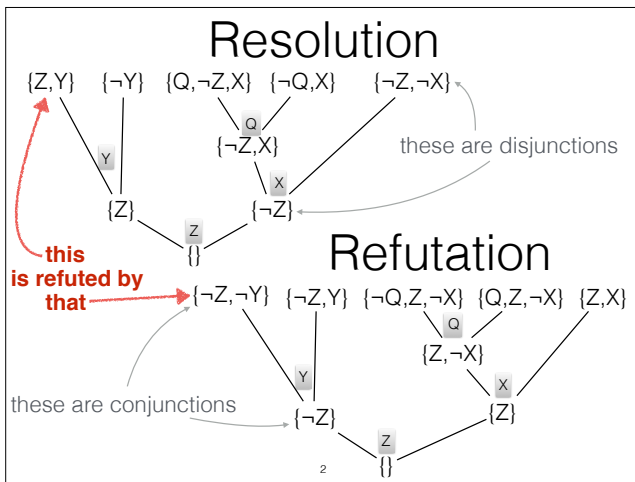 Resolution
{Z,Y} {¬Y} {Q,¬Z,X} {¬Q,X} {¬Z,¬X}
Q
{¬Z,X}
these are disjunctions
Y
X
{Z} {¬Z}
Z
{}
this
is refuted by
that
Refutation
{¬Z,¬Y} {¬Z,Y} {¬Q,Z,¬X} {Q,Z,¬X} {Z,X}
Q
{Z,¬X}
Y
X
these are conjunctions
{¬Z} {Z}
Z
{}
2